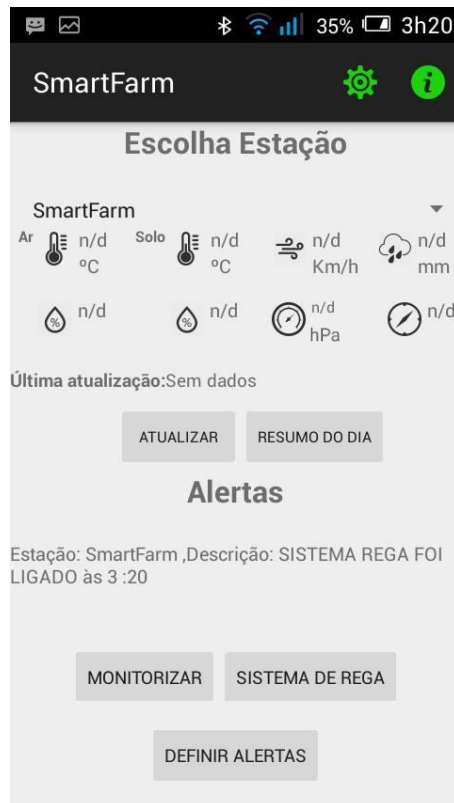 35% 3h20
SmartFarm i
Escolha Estação
SmartFarm
Ar n/d Solo n/d n/d n/d
ºC ºC Km/h mm
% n/d % n/d n/d n/d
hPa
Última atualização:Sem dados
ATUALIZAR RESUMO DO DIA
Alertas
Estação: SmartFarm ,Descrição: SISTEMA REGA FOI
LIGADO às 3 :20
MONITORIZAR SISTEMA DE REGA
DEFINIR ALERTAS